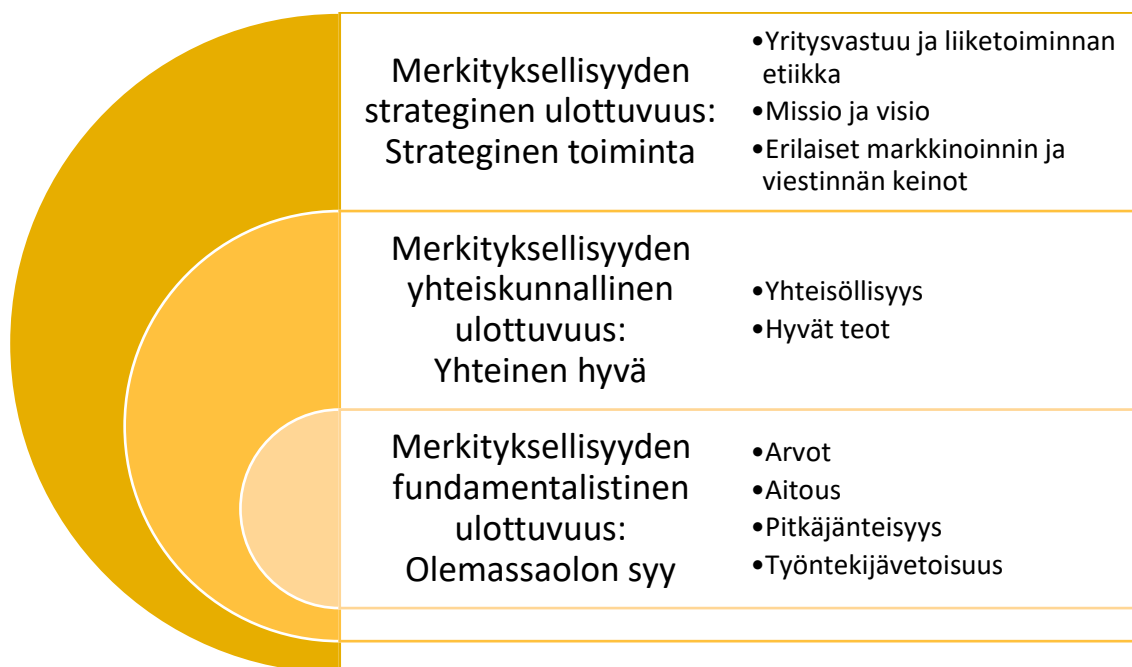 Merkityksellisyyden
strateginen ulottuvuus:
Strateginen toiminta
•Yritysvastuu ja liiketoiminnan
etiikka
•Missio ja visio
•Erilaiset markkinoinnin ja
viestinnän keinot
Merkityksellisyyden
yhteiskunnallinen
ulottuvuus:
Yhteinen hyvä
•Yhteisöllisyys
•Hyvät teot
Merkityksellisyyden
fundamentalistinen
ulottuvuus:
Olemassaolon syy
•Arvot
•Aitous
•Pitkäjänteisyys
•Työntekijävetoisuus